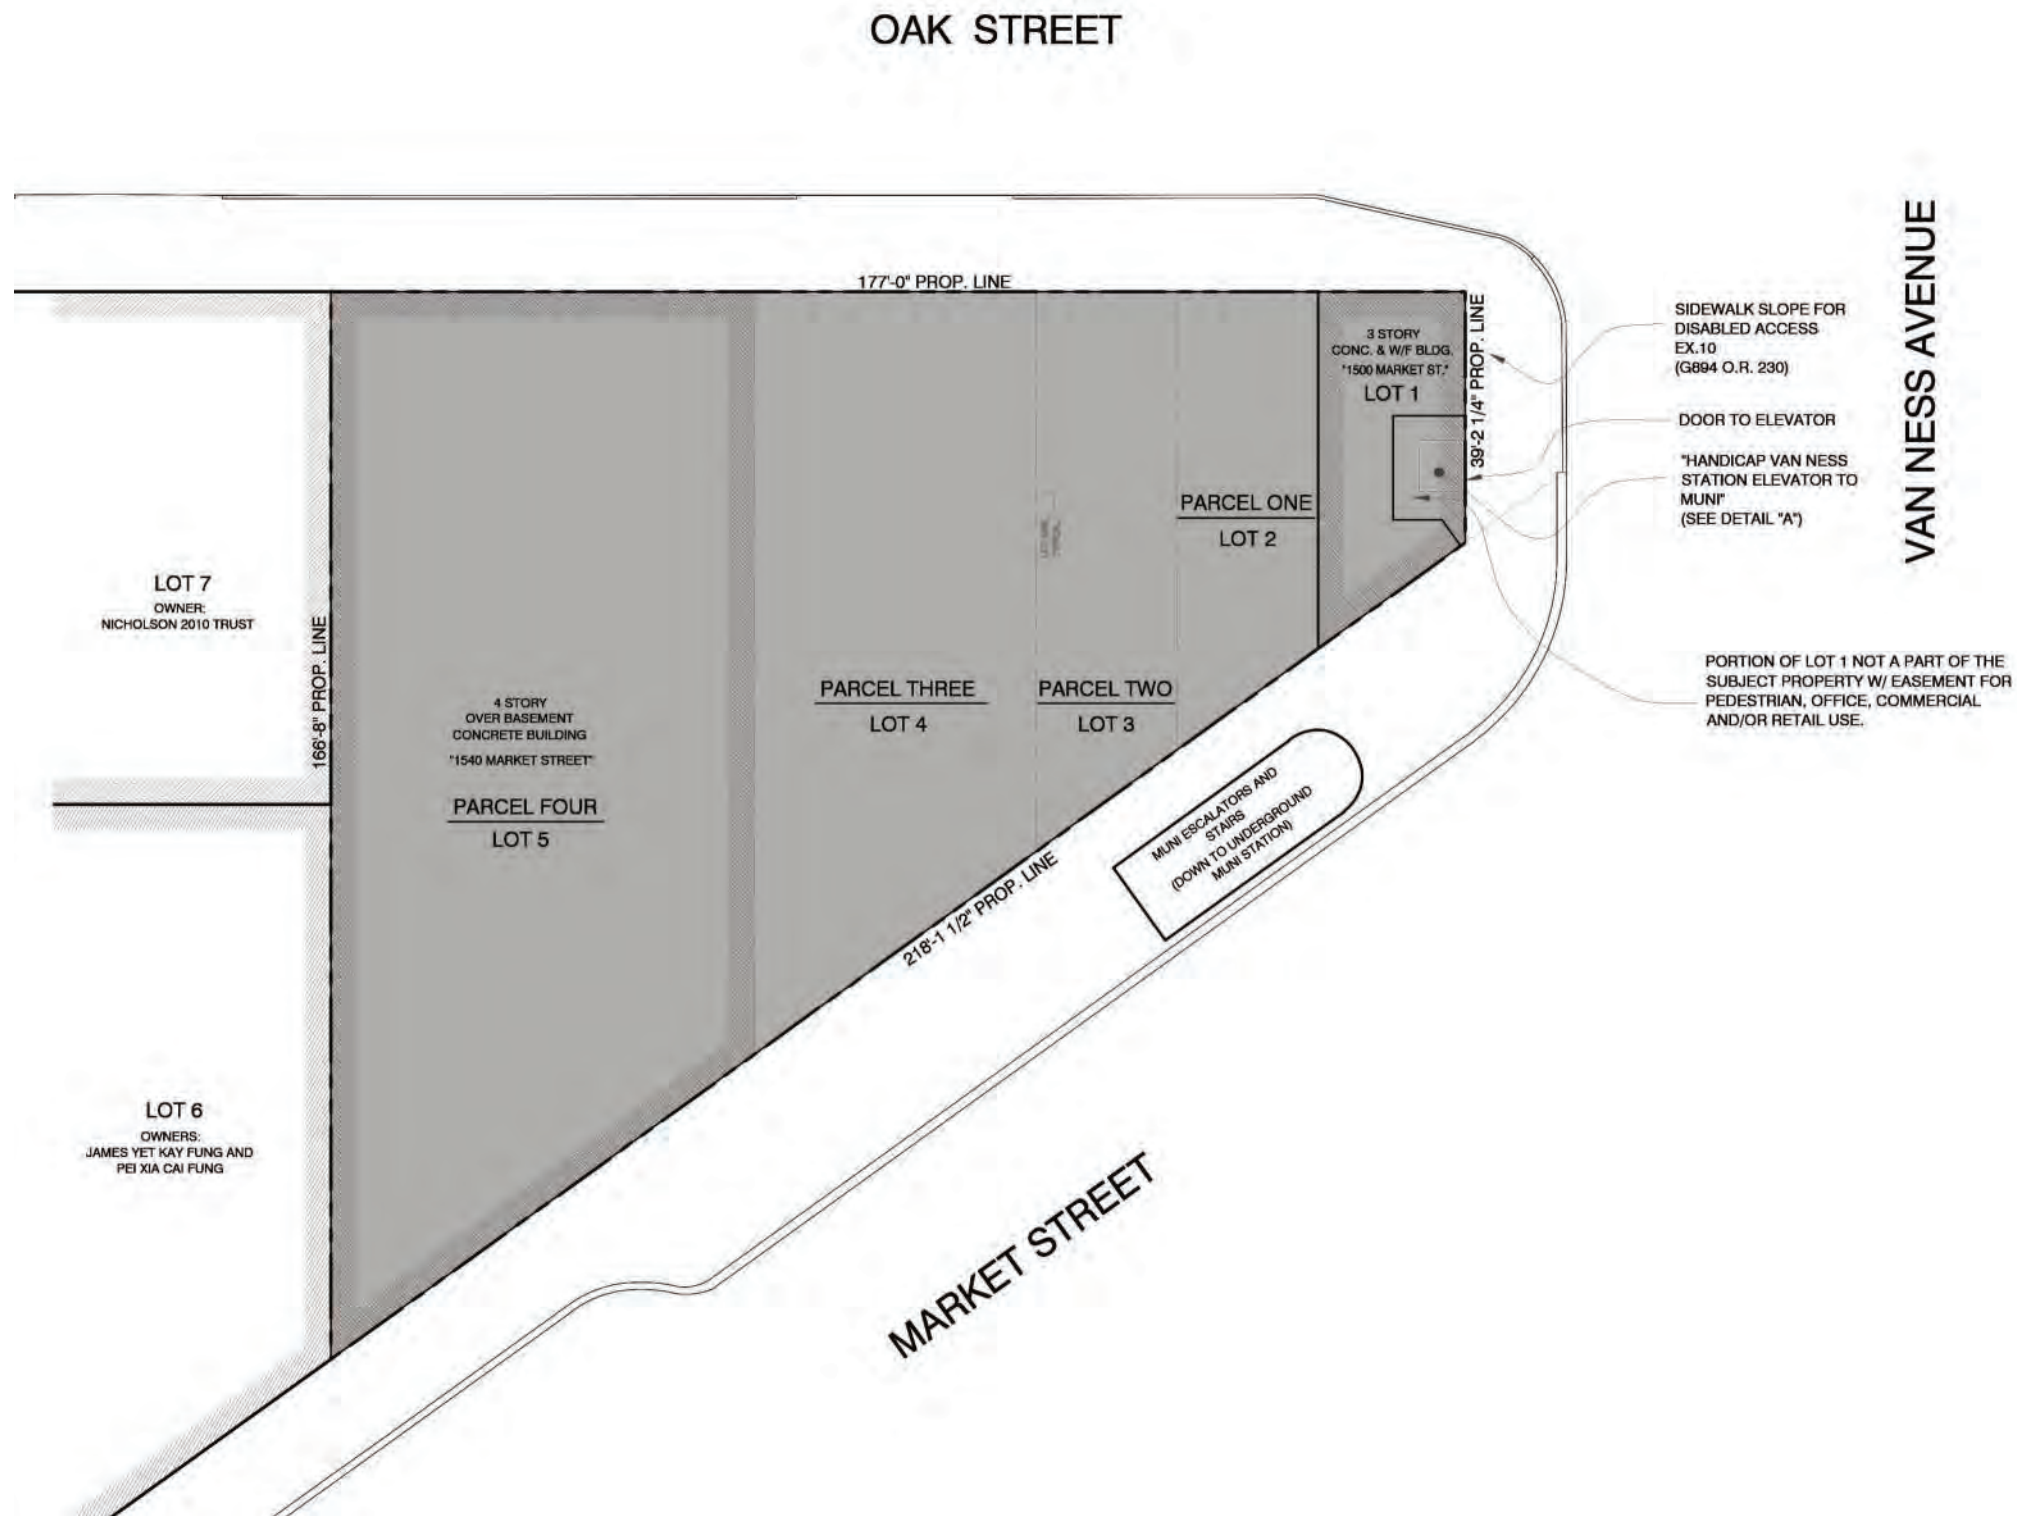 OAK STREET
177'-0" PROP. LINE
VAN NESS AVENUE
39'-2 1/4" PROP. LINE
3 STORY
CONC. & W/F BLDG.
"1500 MARKET ST."
LOT 1
SIDEWALK SLOPE FOR
DISABLED ACCESS
EX.10
(G894 O.R. 230)
DOOR TO ELEVATOR
"HANDICAP VAN NESS
STATION ELEVATOR TO
MUNI"
(SEE DETAIL "A")
PORTION OF LOT 1 NOT A PART OF THE
SUBJECT PROPERTY W/ EASEMENT FOR
PEDESTRIAN, OFFICE, COMMERCIAL
AND/OR RETAIL USE.
PARCEL ONE
LOT 2
PARCEL TWO
LOT 3
PARCEL THREE
LOT 4
4 STORY
OVER BASEMENT
CONCRETE BUILDING
"1540 MARKET STREET"
PARCEL FOUR
LOT 5
LOT 7
OWNER:
NICHOLSON 2010 TRUST
166'-8" PROP. LINE
LOT 6
OWNERS:
JAMES YET KAY FUNG AND
PEI XIA CAI FUNG
218'-1 1/2" PROP. LINE
MUNI ESCALATORS AND
STAIRS
(DOWN TO UNDERGROUND
MUNI STATION)
MARKET STREET